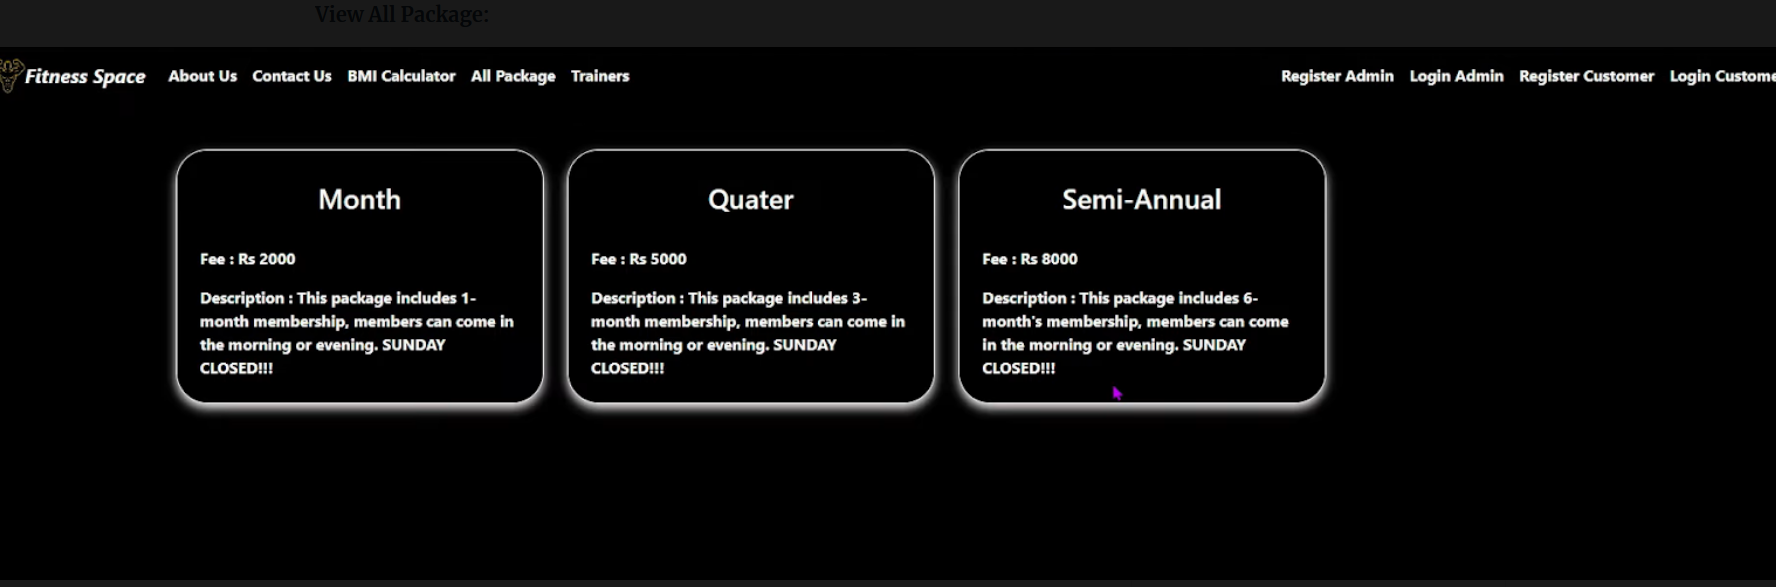 View All Package:
Fitness Space About Us Contact Us BMI Calculator All Package Trainers Register Admin Login Admin Register Customer Login Custome
Month
Fee : Rs 2000
Description : This package includes 1-
month membership, members can come in
the morning or evening. SUNDAY
CLOSED!!!
Quater
Fee : Rs 5000
Description : This package includes 3-
month membership, members can come in
the morning or evening. SUNDAY
CLOSED!!!
Semi-Annual
Fee : Rs 8000
Description : This package includes 6-
month's membership, members can come
in the morning or evening. SUNDAY
CLOSED!!!